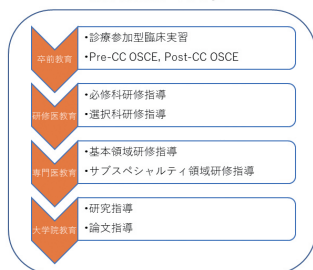 卒前教育
•診療参加型臨床実習
•Pre-CC OSCE, Post-CC OSCE
研修医教育
•必修科研修指導
•選択科研修指導
専門医教育
•基本領域研修指導
•サブスペシャルティ領域研修指導
大学院教育
•研究指導
•論文指導